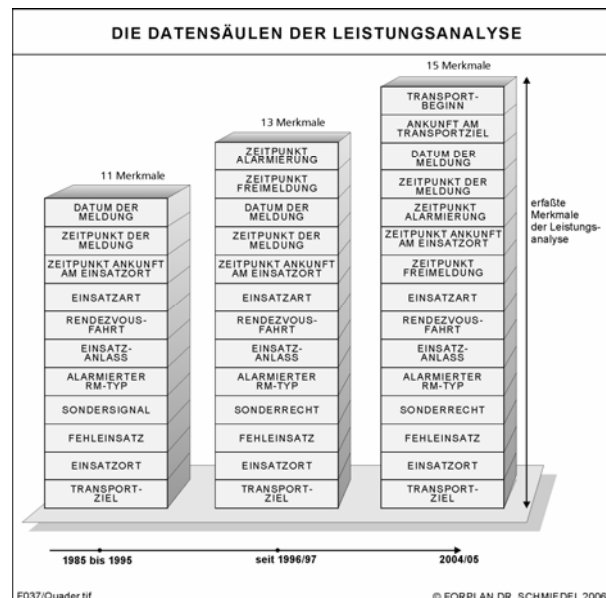 DIE DATENSÄULEN DER LEISTUNGSANALYSE
11 Merkmale
DATUM DER
MELDUNG
ZEITPUNKT DER
MELDUNG
ZEITPUNKT ANKUNFT
AM EINSATZORT
EINSATZART
RENDEZVOUS-
FAHRT
EINSATZ-
ANLASS
ALARMIERTER
RM-TYP
SONDERSIGNAL
FEHLEINSATZ
EINSATZORT
TRANSPORT-
ZIEL
13 Merkmale
ZEITPUNKT
ALARMIERUNG
ZEITPUNKT
FREIMELDUNG
DATUM DER
MELDUNG
ZEITPUNKT DER
MELDUNG
ZEITPUNKT ANKUNFT
AM EINSATZORT
EINSATZART
RENDEZVOUS-
FAHRT
EINSATZ-
ANLASS
ALARMIERTER
RM-TYP
SONDERRECHT
FEHLEINSATZ
EINSATZORT
TRANSPORT-
ZIEL
15 Merkmale
TRANSPORT-
BEGINN
ANKUNFT AM
TRANSPORTZIEL
DATUM DER
MELDUNG
ZEITPUNKT DER
MELDUNG
ZEITPUNKT
ALARMIERUNG
ZEITPUNKT ANKUNFT
AM EINSATZORT
ZEITPUNKT
FREIMELDUNG
EINSATZART
RENDEZVOUS-
FAHRT
EINSATZ-
ANLASS
ALARMIERTER
RM-TYP
SONDERRECHT
FEHLEINSATZ
EINSATZORT
TRANSPORT-
ZIEL
erfaßte
Merkmale
der Leistungs-
analyse
1985 bis 1995
seit 1996/97
2004/05
F037/Quader.tif
© FORPLAN DR. SCHMIEDEL 2006